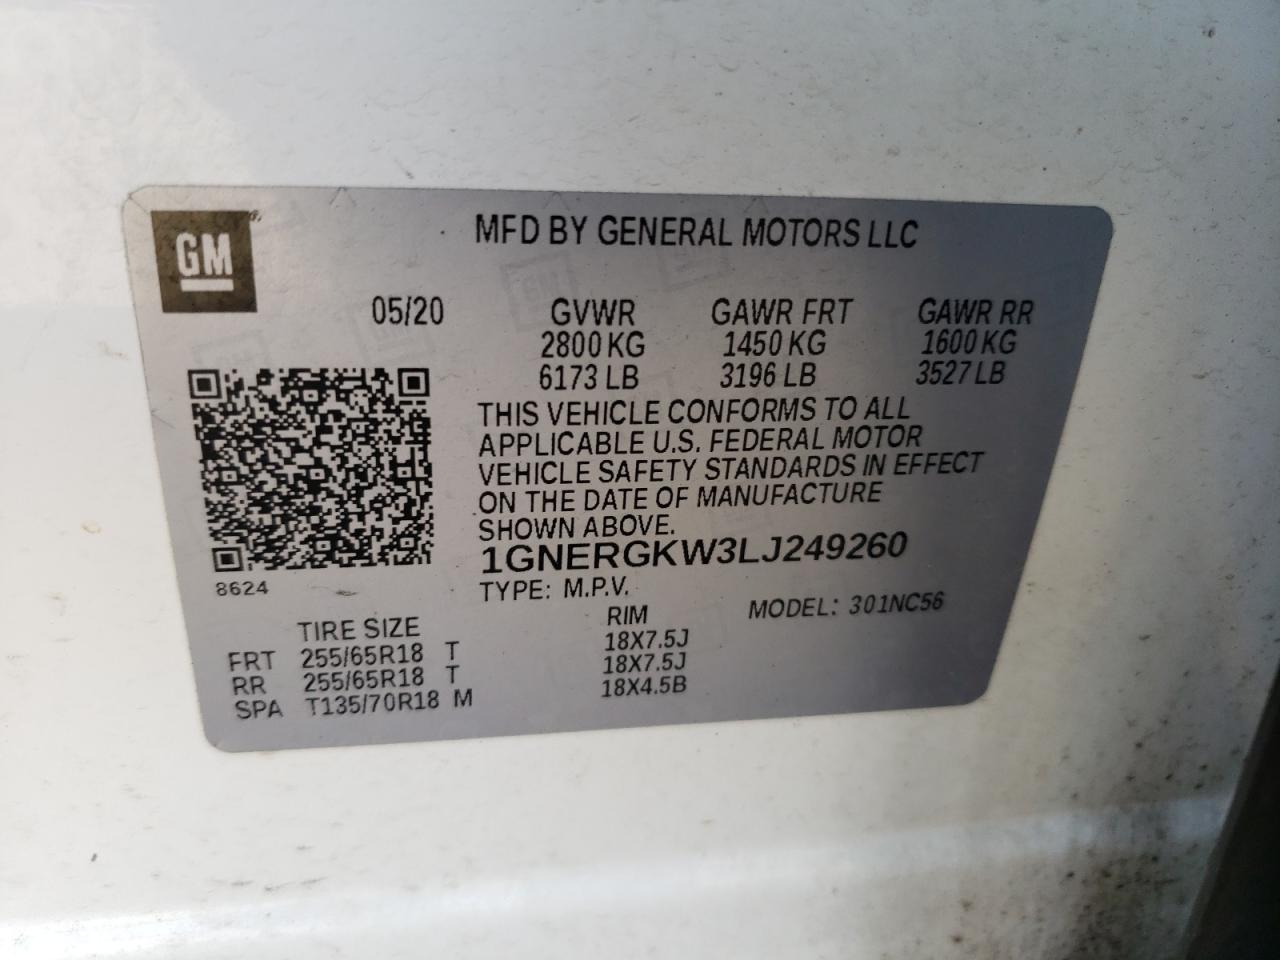 GM
MFD BY GENERAL MOTORS LLC
05/20 GVWR GAWR FRT GAWR RR
2800 KG 1450 KG 1600 KG
6173 LB 3196 LB 3527 LB
THIS VEHICLE CONFORMS TO ALL
APPLICABLE U.S. FEDERAL MOTOR
VEHICLE SAFETY STANDARDS IN EFFECT
ON THE DATE OF MANUFACTURE
SHOWN ABOVE.
1GNERGKW3LJ249260
8624
TYPE: M.P.V. MODEL: 301NC56
TIRE SIZE RIM
FRT 255/65R18 T 18X7.5J
RR 255/65R18 T 18X7.5J
SPA T135/70R18 M 18X4.5B